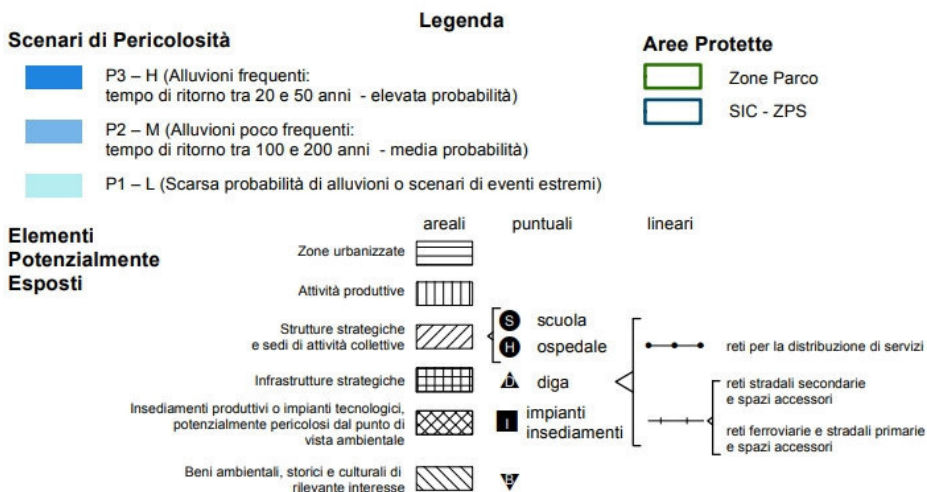 Legenda
Scenari di Pericolosità
P3 – H (Alluvioni frequenti:
tempo di ritorno tra 20 e 50 anni - elevata probabilità)
P2 – M (Alluvioni poco frequenti:
tempo di ritorno tra 100 e 200 anni - media probabilità)
P1 – L (Scarsa probabilità di alluvioni o scenari di eventi estremi)
Aree Protette
Zone Parco
SIC - ZPS
Elementi
Potenzialmente
Esposti
areali puntuali lineari
Zone urbanizzate
Attività produttive
Strutture strategiche
e sedi di attività collettive
S scuola
H ospedale
Infrastrutture strategiche
D diga
Insediamenti produttivi o impianti tecnologici,
potenzialmente pericolosi dal punto di
vista ambientale
I impianti
insediamenti
Beni ambientali, storici e culturali di
rilevante interesse
B
reti per la distribuzione di servizi
reti stradali secondarie
e spazi accessori
reti ferroviarie e stradali primarie
e spazi accessori